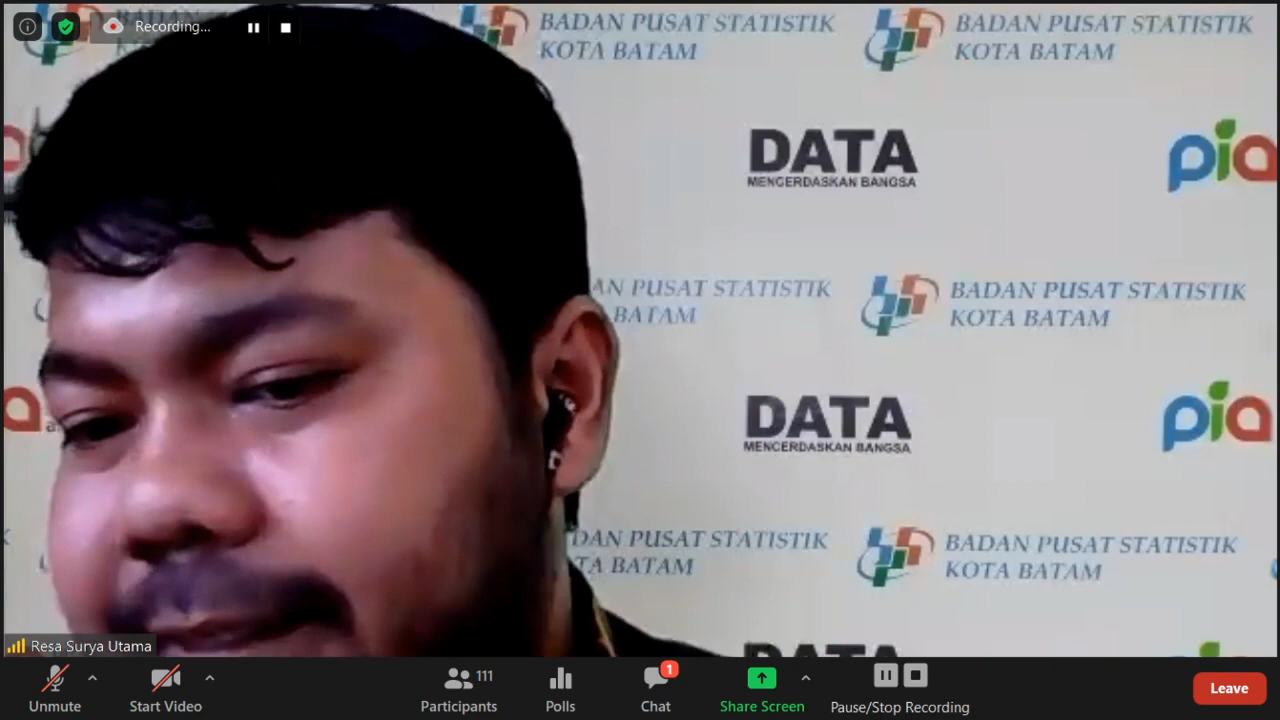 Recording...
BADAN PUSAT STATISTIK
KOTA BATAM
BADAN PUSAT STATISTIK
KOTA BATAM
DATA
MENCERDASKAN BANGSA
pia
PUSAT STATISTIK
BATAM
BADAN PUSAT STATISTIK
KOTA BATAM
DATA
MENCERDASKAN BANGSA
pia
DAN PUSAT STATISTIK
TA BATAM
BADAN PUSAT STATISTIK
KOTA BATAM
DATA
Resa Surya Utama
Unmute
Start Video
Participants
111
Polls
Chat
1
Share Screen
Pause/Stop Recording
Leave